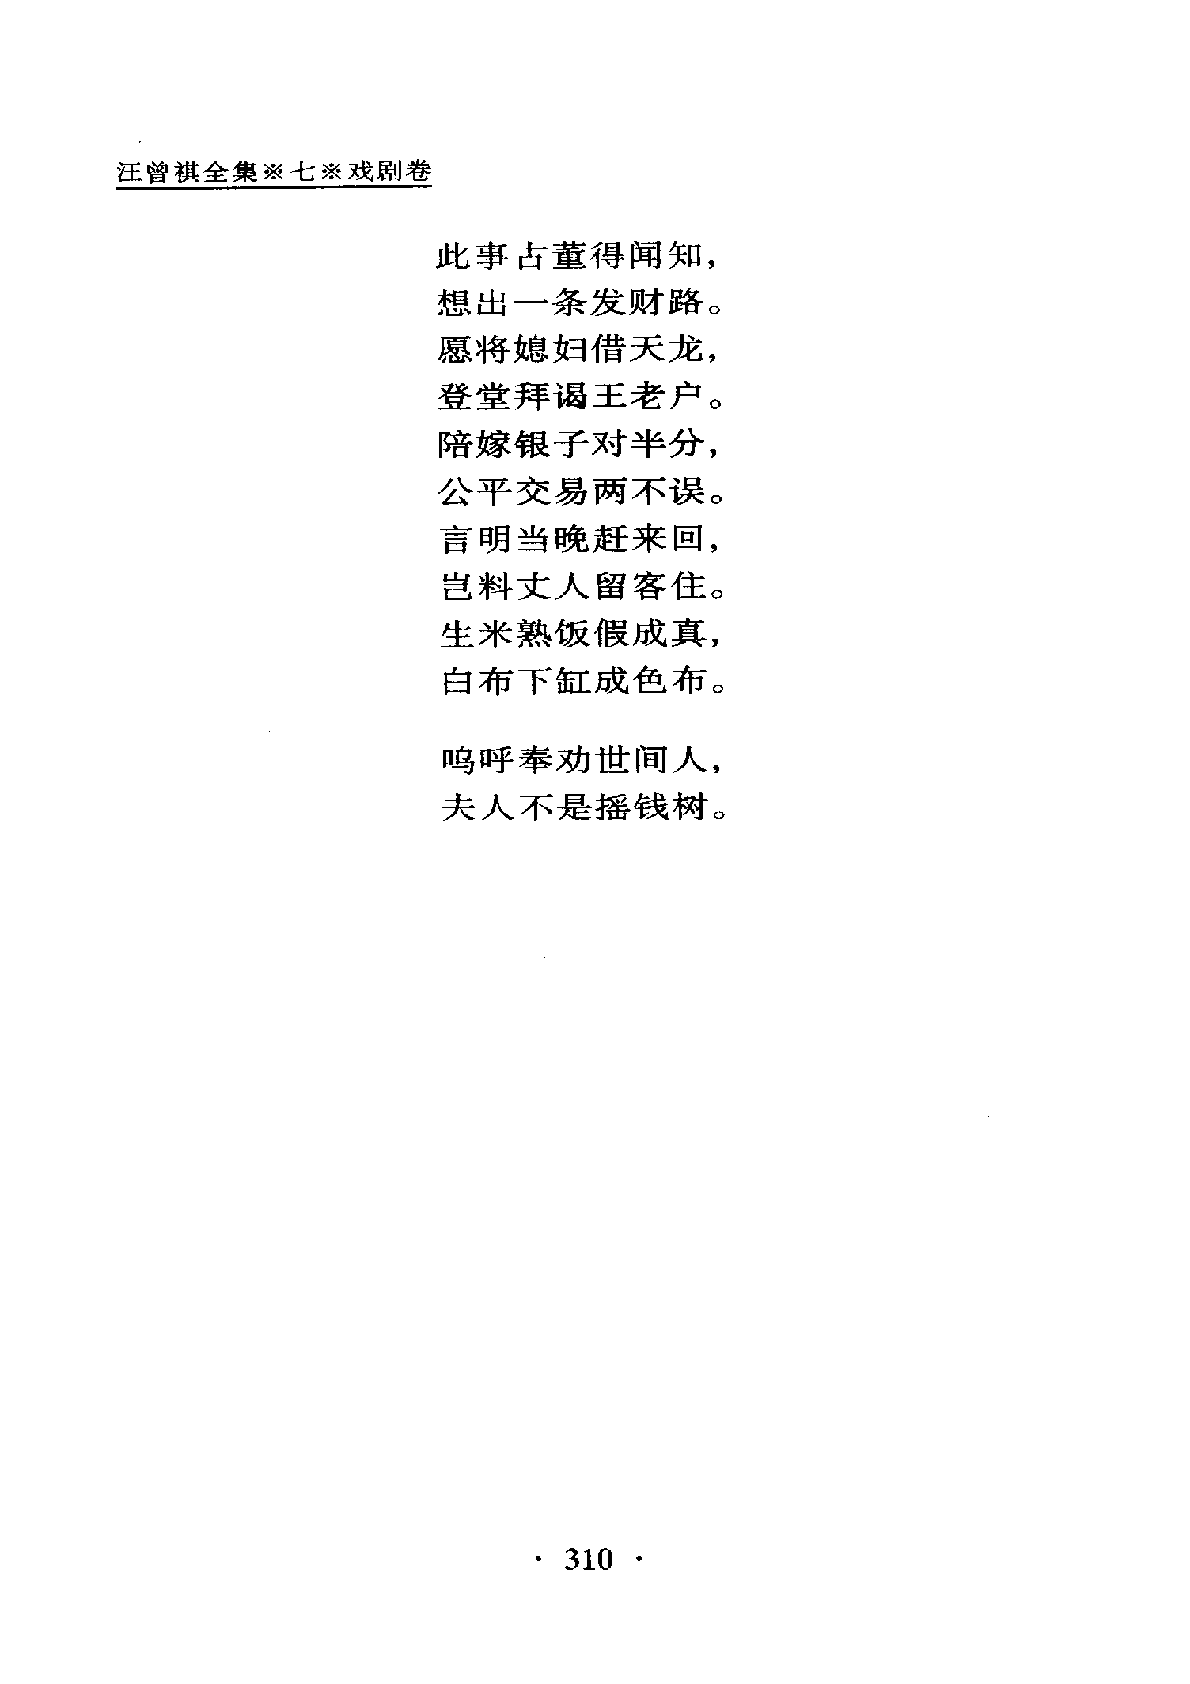 汪曾祺全集※七※戏剧卷
此事古董得闻知，
想出一条发财路。
愿将媳妇借天龙，
登堂拜谒王老户。
陪嫁银子对半分，
公平交易两不误。
言明当晚赶来回，
岂料丈人留客住。
生米熟饭假成真，
白布下缸成色布。
呜呼奉劝世间人，
夫人不是摇钱树。
· 310 ·